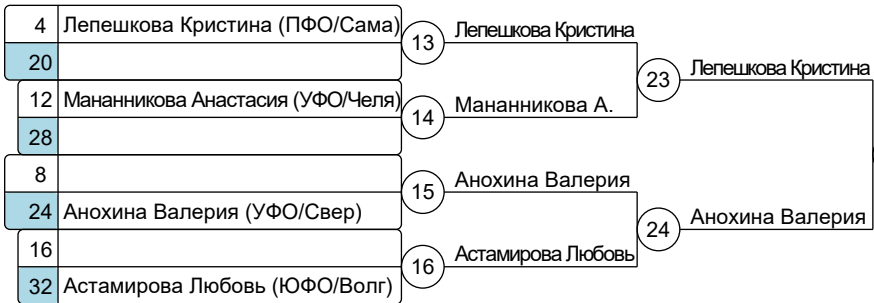 4 Лепешкова Кристина (ПФО/Сама)
20
13 Лепешкова Кристина
12 Мананникова Анастасия (УФО/Челя)
28
14 Мананникова А.
23 Лепешкова Кристина
8
24 Анохина Валерия (УФО/Свер)
15 Анохина Валерия
16
32 Астамирова Любовь (ЮФО/Волг)
16 Астамирова Любовь
24 Анохина Валерия